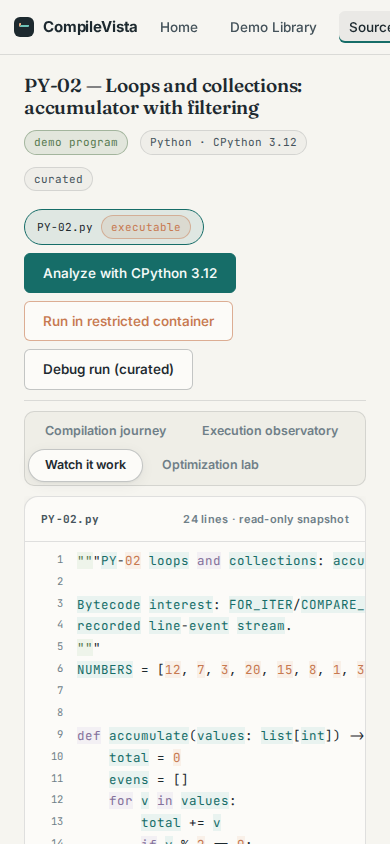 CompileVista Home Demo Library Source
PY-02 — Loops and collections:
accumulator with filtering
demo program
Python · CPython 3.12
curated
PY-02.py executable
Analyze with CPython 3.12
Run in restricted container
Debug run (curated)
Compilation journey Execution observatory
Watch it work Optimization lab
PY-02.py 24 lines · read-only snapshot
1 """PY-02 loops and collections: accu
2
3 Bytecode interest: FOR_ITER/COMPARE_
4 recorded line-event stream.
5 """
6 NUMBERS = [12, 7, 3, 20, 15, 8, 1, 3
7
8
9 def accumulate(values: list[int]) →
10 total = 0
11 evens = []
12 for v in values:
13 total += v
14 if v % 2 == 0: